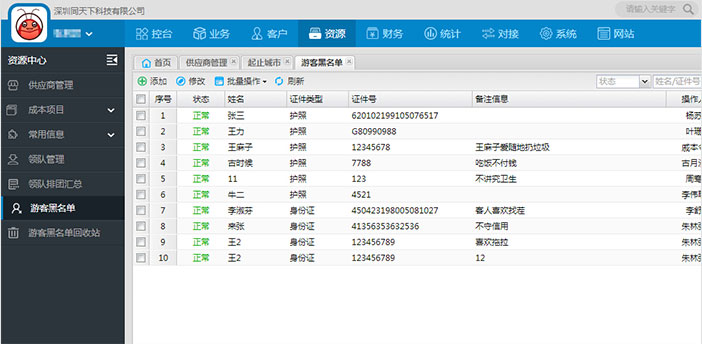 深圳同天下科技有限公司
请输入关键字
控台 业务 客户 资源 财务 统计 对接 系统 网站
资源中心
供应商管理
成本项目
常用信息
领队管理
领队排团汇总
游客黑名单
游客黑名单回收站
首页 供应商管理 起止城市 游客黑名单
添加 修改 批量操作 刷新 状态 姓名/证件号
序号 状态 姓名 证件类型 证件号 备注信息 操作人
1 正常 张三 护照 620102199105076517 杨苏
2 正常 王力 护照 G80990988 叶
3 正常 王麻子 护照 12345678 王麻子爱随地扔垃圾 戚本
4 正常 古时候 护照 7788 吃饭不付钱 古月
5 正常 11 护照 123 不讲究卫生 周
6 正常 牛二 护照 4521 李伟
7 正常 李淑芬 身份证 450423198005081027 客人喜欢找茬 李
8 正常 来张 身份证 41356353632536 不守信用 朱林
9 正常 王2 身份证 123456789 喜欢拖拉 朱林
10 正常 王2 身份证 123456789 12 朱林